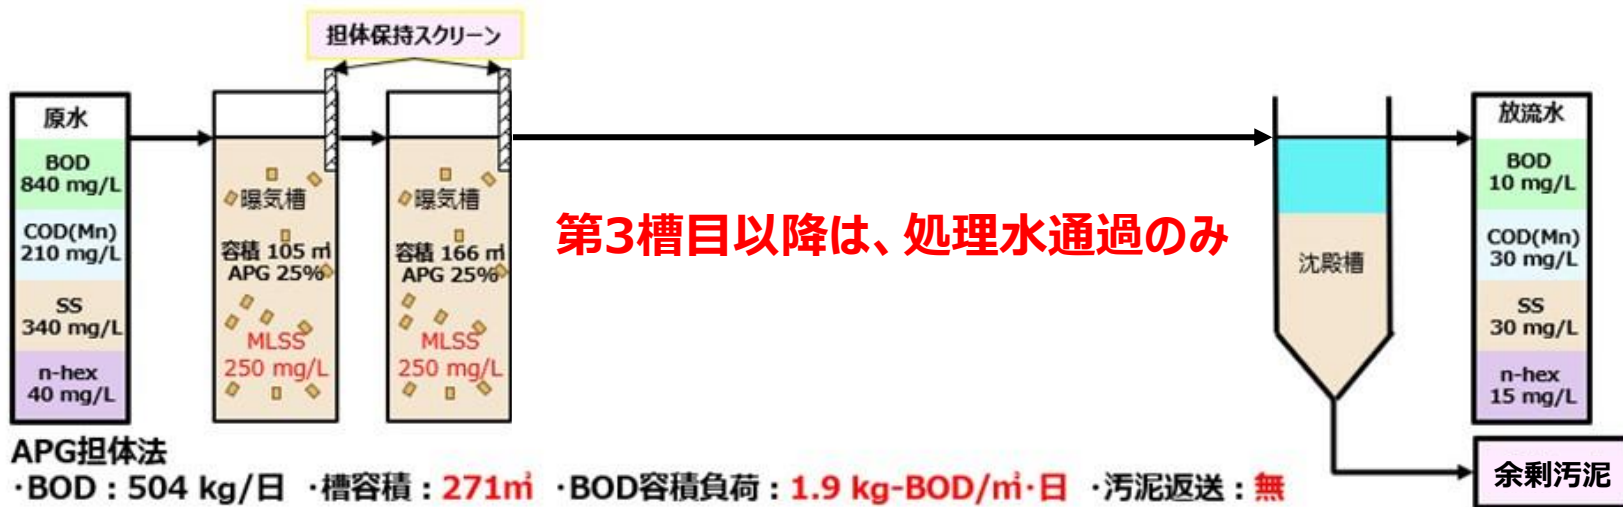 担体保持スクリーン
原水
BOD
840 mg/L
COD(Mn)
210 mg/L
SS
340 mg/L
n-hex
40 mg/L
曝気槽
容積 105 ㎥
APG 25%
MLSS
250 mg/L
曝気槽
容積 166 ㎥
APG 25%
MLSS
250 mg/L
第3槽目以降は、処理水通過のみ
沈殿槽
放流水
BOD
10 mg/L
COD(Mn)
30 mg/L
SS
30 mg/L
n-hex
15 mg/L
余剰汚泥
APG担体法
・BOD：504 kg/日 ・槽容積：271㎥ ・BOD容積負荷：1.9 kg-BOD/㎥・日 ・汚泥返送：無